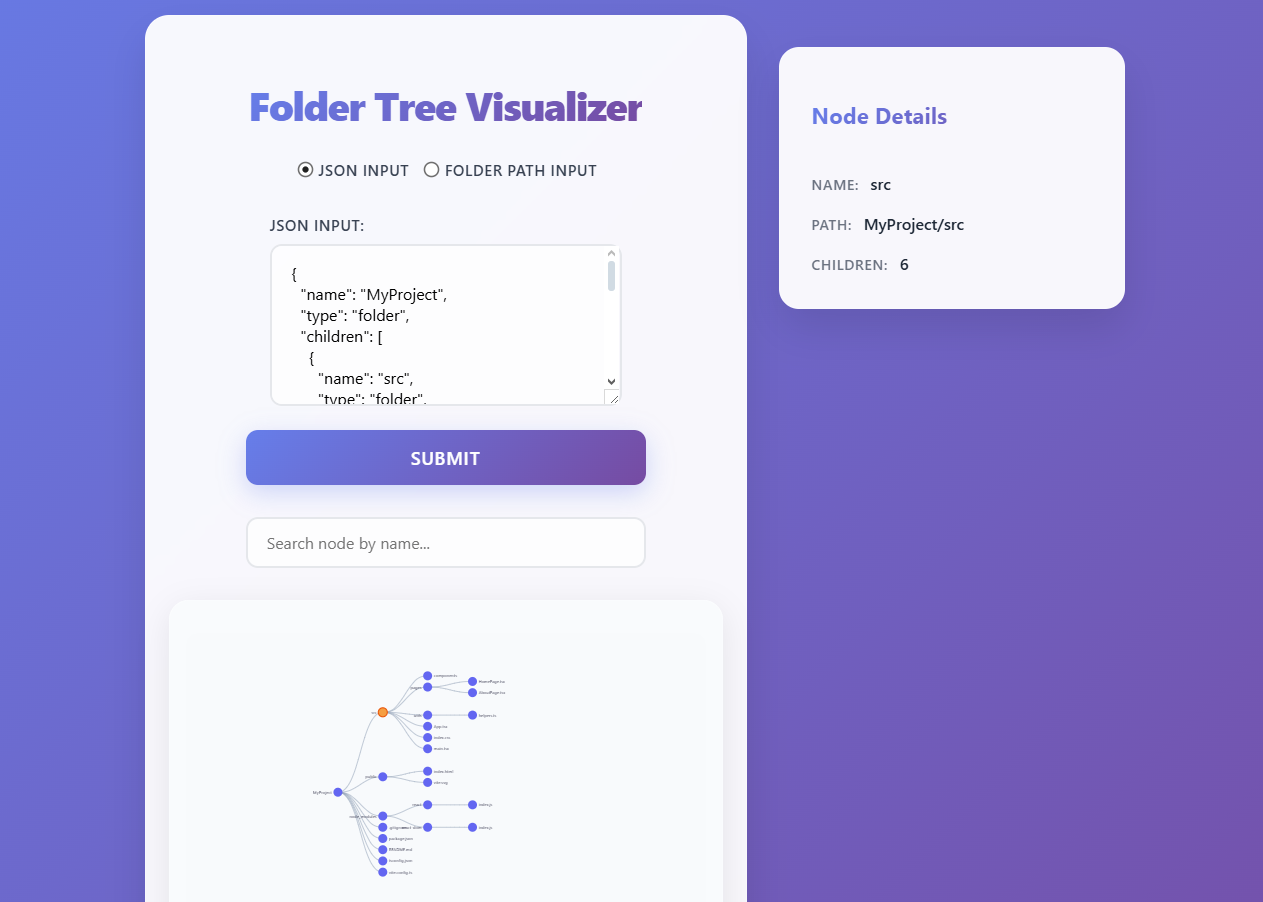 Folder Tree Visualizer
JSON INPUT
FOLDER PATH INPUT
JSON INPUT:
{
"name": "MyProject",
"type": "folder",
"children": [
{
"name": "src",
"type": "folder",
SUBMIT
Search node by name...
Node Details
NAME: src
PATH: MyProject/src
CHILDREN: 6
components
HomePage.tsx
pages
AboutPage.tsx
src
utils
helpers.ts
App.tsx
index.css
main.tsx
index.html
public
vite.svg
MyProject
react
index.js
node_modules
index.js
package.json
README.md
tsconfig.json
vite.config.ts